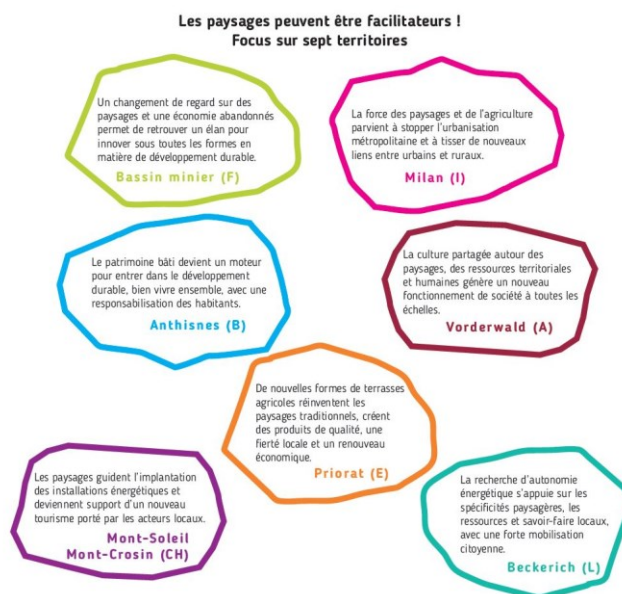 Les paysages peuvent être facilitateurs !
Focus sur sept territoires
Un changement de regard sur des
paysages et une économie abandonnés
permet de retrouver un élan pour
innover sous toutes les formes en
matière de développement durable.
Bassin minier (F)
La force des paysages et de l'agriculture
parvient à stopper l'urbanisation
métropolitaine et à tisser de nouveaux
liens entre urbains et ruraux.
Milan (I)
Le patrimoine bâti devient un moteur
pour entrer dans le développement
durable, bien vivre ensemble, avec une
responsabilisation des habitants.
Anthisnes (B)
La culture partagée autour des
paysages, des ressources territoriales
et humaines génère un nouveau
fonctionnement de société à toutes les
échelles.
Vorderwald (A)
De nouvelles formes de terrasses
agricoles réinventent les
paysages traditionnels, créent
des produits de qualité, une
fierté locale et un renouveau
économique.
Priorat (E)
Les paysages guident l'implantation
des installations énergétiques et
deviennent support d'un nouveau
tourisme porté par les acteurs locaux.
Mont-Soleil
Mont-Crosin (CH)
La recherche d'autonomie
énergétique s'appuie sur les
spécificités paysagères, les
ressources et savoir-faire locaux,
avec une forte mobilisation
citoyenne.
Beckerich (L)